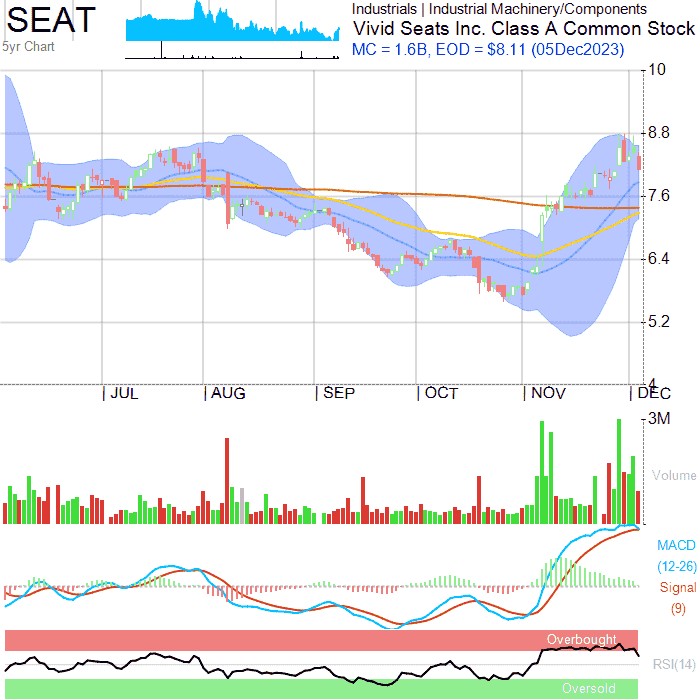 SEAT
5yr Chart
Industrials | Industrial Machinery/Components
Vivid Seats Inc. Class A Common Stock
MC = 1.6B, EOD = $8.11 (05Dec2023)
10
8.8
7.6
6.4
5.2
4
JUL AUG SEP OCT NOV DEC
3M
Volume
MACD
(12-26)
Signal
(9)
Overbought
RSI(14)
Oversold